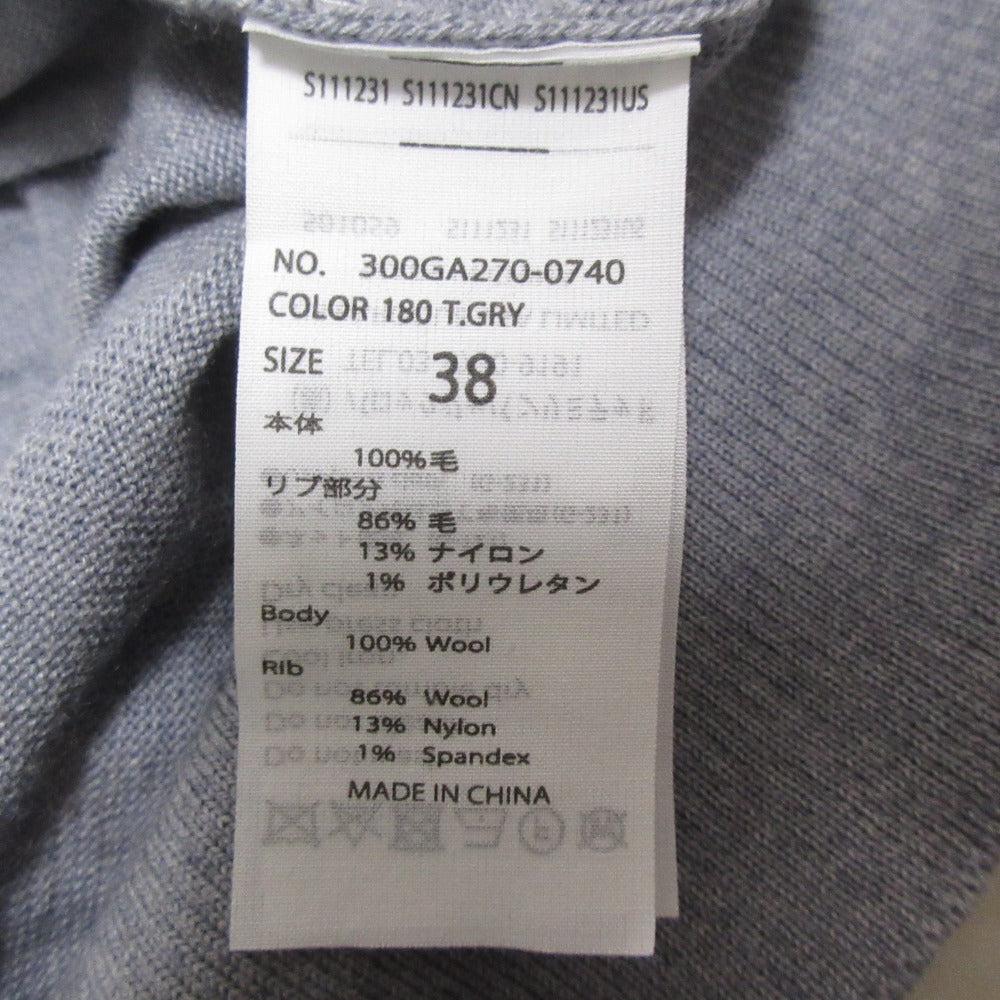 S111231 S111231CN S111231US
NO. 300GA270-0740
COLOR 180 T.GRY
SIZE 38
本体
100%毛
リブ部分
86% 毛
13% ナイロン
1% ポリウレタン
Body
100% Wool
Rib
86% Wool
13% Nylon
1% Spandex
MADE IN CHINA